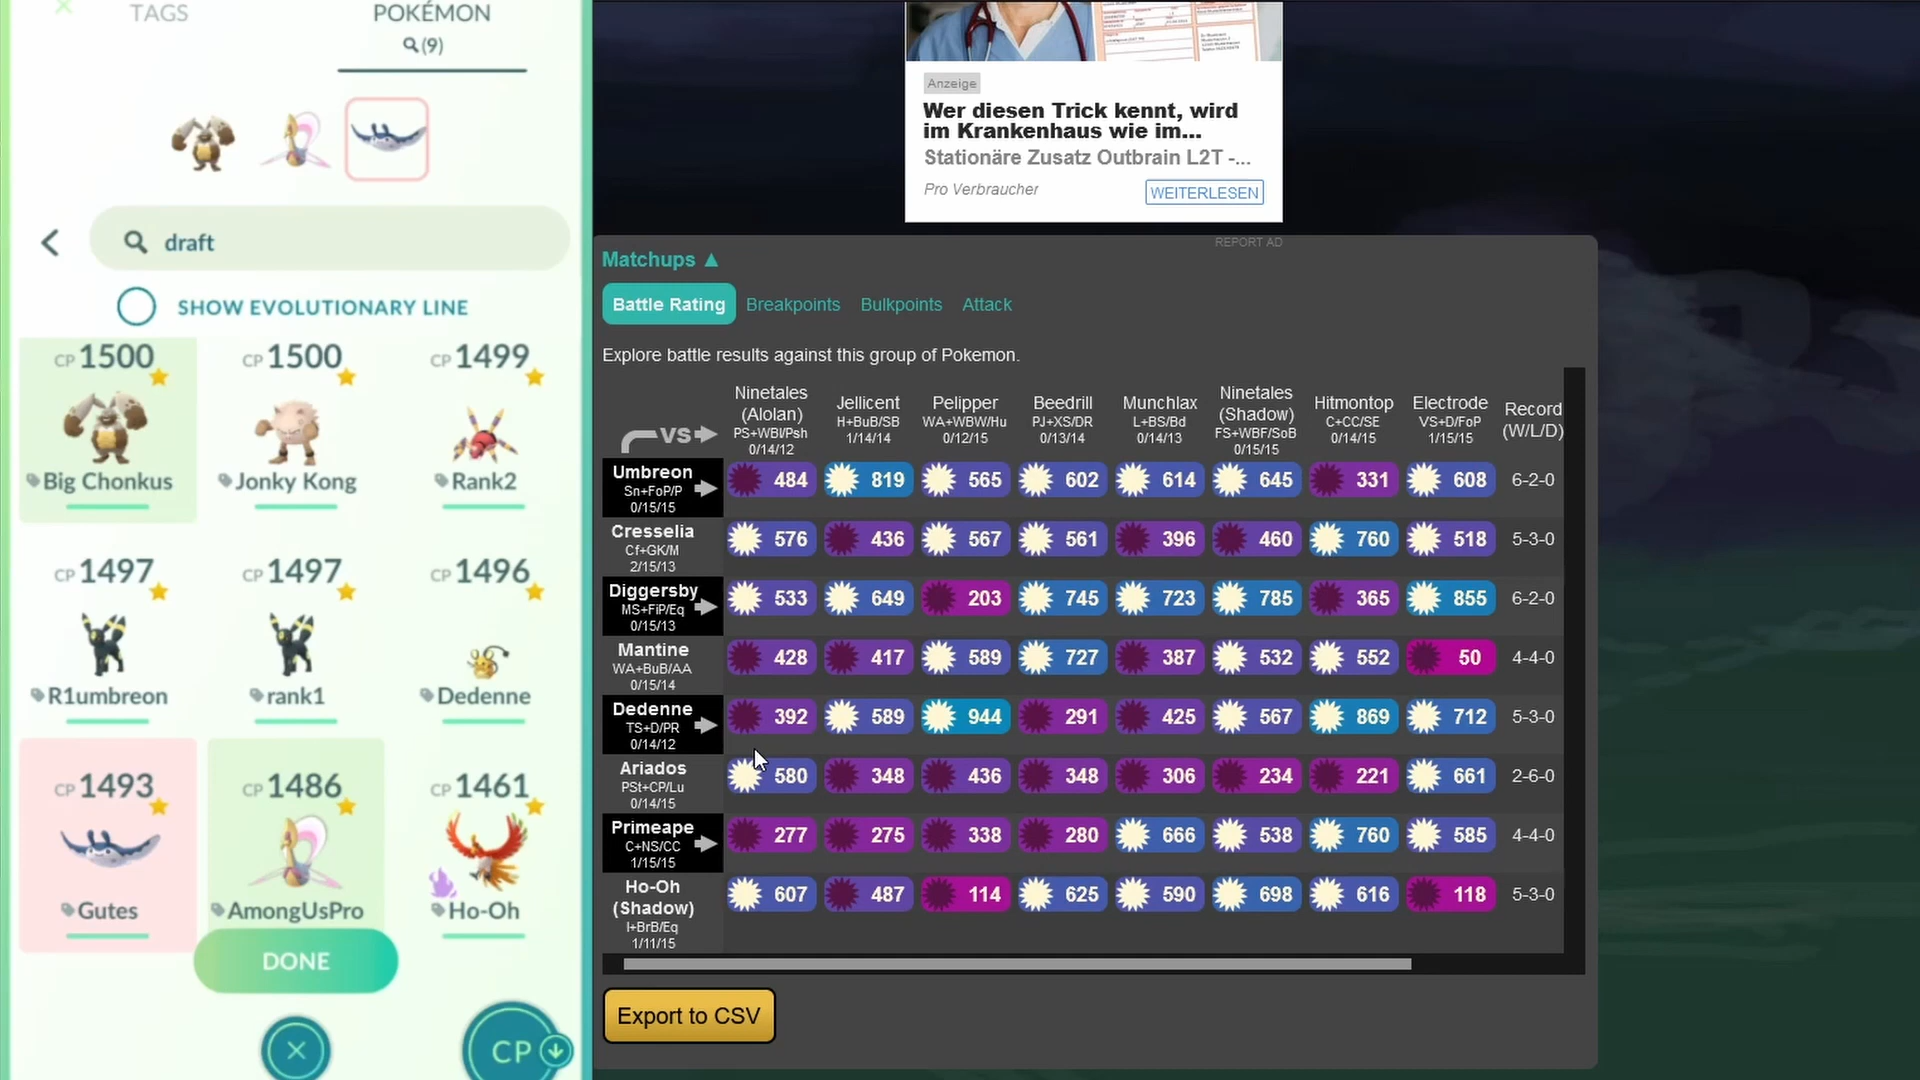 TAGS
POKÉMON
(9)
draft
SHOW EVOLUTIONARY LINE
CP 1500
CP 1500
CP 1499
Big Chonkus
Jonky Kong
Rank2
CP 1497
CP 1497
CP 1496
R1umbreon
rank1
Dedenne
CP 1493
CP 1486
CP 1461
Gutes
AmongUsPro
Ho-Oh
DONE
CP
Anzeige
Wer diesen Trick kennt, wird
im Krankenhaus wie im...
Stationäre Zusatz Outbrain L2T -...
Pro Verbraucher
WEITERLESEN
REPORT AD
Matchups ▲
Battle Rating Breakpoints Bulkpoints Attack
Explore battle results against this group of Pokemon.
VS
Ninetales
(Alolan)
PS+WBl/Psh
0/14/12
Jellicent
H+BuB/SB
1/14/14
Pelipper
WA+WBW/Hu
0/12/15
Beedrill
PJ+XS/DR
0/13/14
Munchlax
L+BS/Bd
0/14/13
Ninetales
(Shadow)
FS+WBF/SoB
0/15/15
Hitmontop
C+CC/SE
0/14/15
Electrode
VS+D/FoP
1/15/15
Record
(W/L/D)
Umbreon
Sn+FoP/P
0/15/15
484 819 565 602 614 645 331 608 6-2-0
Cresselia
Cf+GK/M
2/15/13
576 436 567 561 396 460 760 518 5-3-0
Diggersby
MS+FiP/Eq
0/15/13
533 649 203 745 723 785 365 855 6-2-0
Mantine
WA+BuB/AA
0/15/14
428 417 589 727 387 532 552 50 4-4-0
Dedenne
TS+D/PR
0/14/12
392 589 944 291 425 567 869 712 5-3-0
Ariados
PSt+CP/Lu
0/14/15
580 348 436 348 306 234 221 661 2-6-0
Primeape
C+NS/CC
1/15/15
277 275 338 280 666 538 760 585 4-4-0
Ho-Oh
(Shadow)
I+BrB/Eq
1/11/15
607 487 114 625 590 698 616 118 5-3-0
Export to CSV